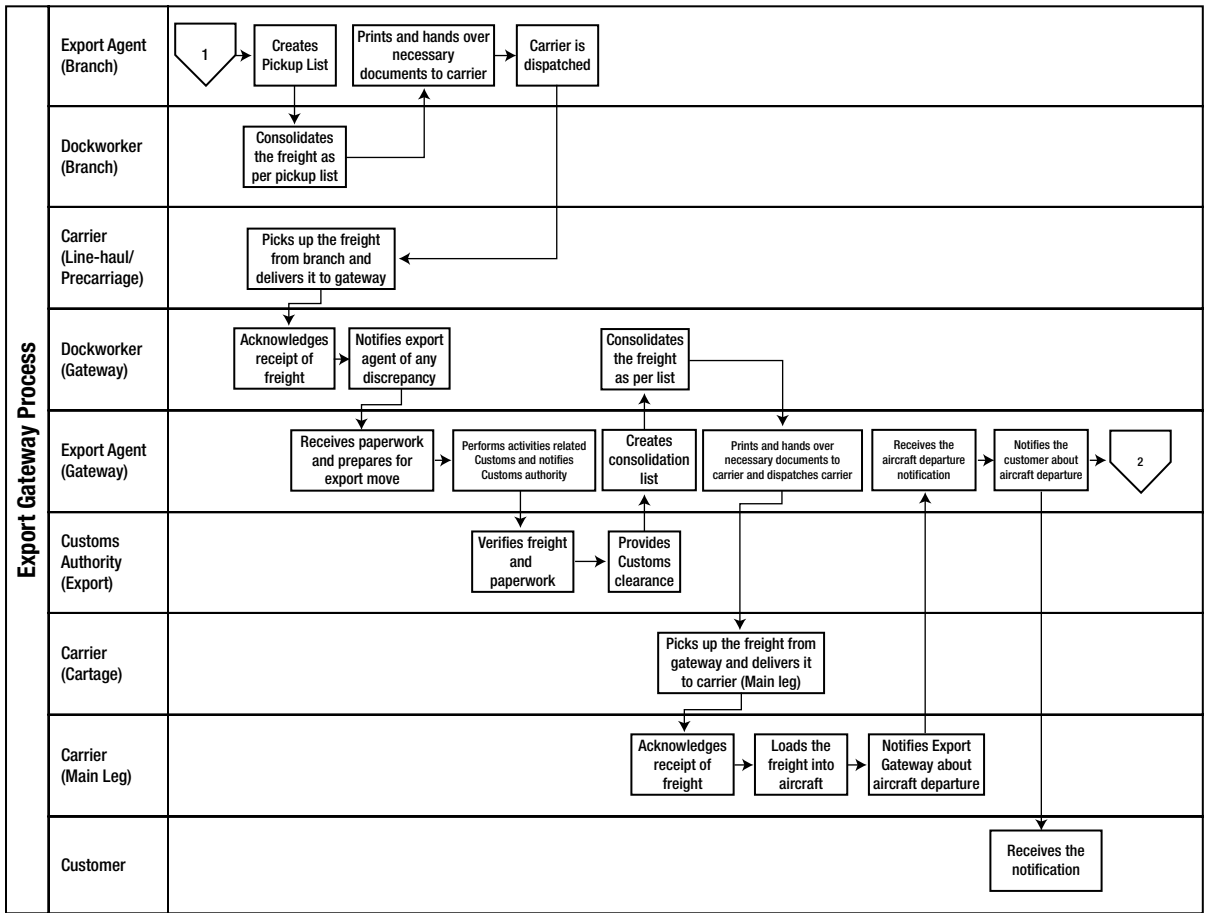 Export Gateway Process
Export Agent
(Branch)
1
Creates
Pickup List
Prints and hands over
necessary
documents to carrier
Carrier is
dispatched
Dockworker
(Branch)
Consolidates
the freight as
per pickup list
Carrier
(Line-haul/
Precarriage)
Picks up the freight
from branch and
delivers it to gateway
Dockworker
(Gateway)
Acknowledges
receipt of
freight
Notifies export
agent of any
discrepancy
Consolidates
the freight
as per list
Export Agent
(Gateway)
Receives paperwork
and prepares for
export move
Performs activities related
Customs and notifies
Customs authority
Creates
consolidation
list
Prints and hands over
necessary documents to
carrier and dispatches carrier
Receives the
aircraft departure
notification
Notifies the
customer about
aircraft departure
2
Customs
Authority
(Export)
Verifies freight
and
paperwork
Provides
Customs
clearance
Carrier
(Cartage)
Picks up the freight from
gateway and delivers it
to carrier (Main leg)
Carrier
(Main Leg)
Acknowledges
receipt of
freight
Loads the
freight into
aircraft
Notifies Export
Gateway about
aircraft departure
Customer
Receives the
notification